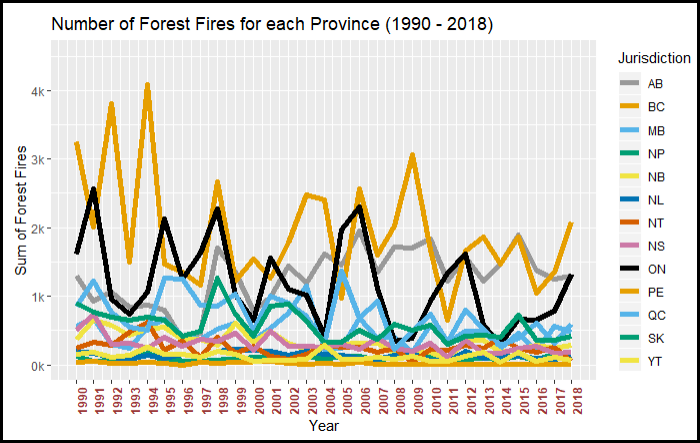 Number of Forest Fires for each Province (1990 - 2018)
Sum of Forest Fires
4k
3k
2k
1k
0k
1990
1991
1992
1993
1994
1995
1996
1997
1998
1999
2000
2001
2002
2003
2004
2005
2006
2007
2008
2009
2010
2011
2012
2013
2014
2015
2016
2017
2018
Year
Jurisdiction
AB
BC
MB
NP
NB
NL
NT
NS
ON
PE
QC
SK
YT